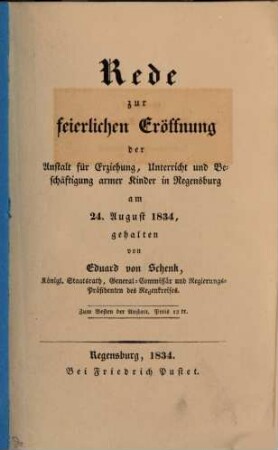 Rede
zur
feierlichen Eröffnung
der
Anstalt für Erziehung, Unterricht und Be-
schäftigung armer Kinder in Regensburg
am
24. August 1834,
gehalten
von
Eduard von Schenk,
Königl. Staatsrath, General-Commissär und Regierungs-
Präsidenten des Regenkreises.
Zum Besten der Anstalt. Preis 12 kr.
Regensburg, 1834.
Bei Friedrich Pustet.